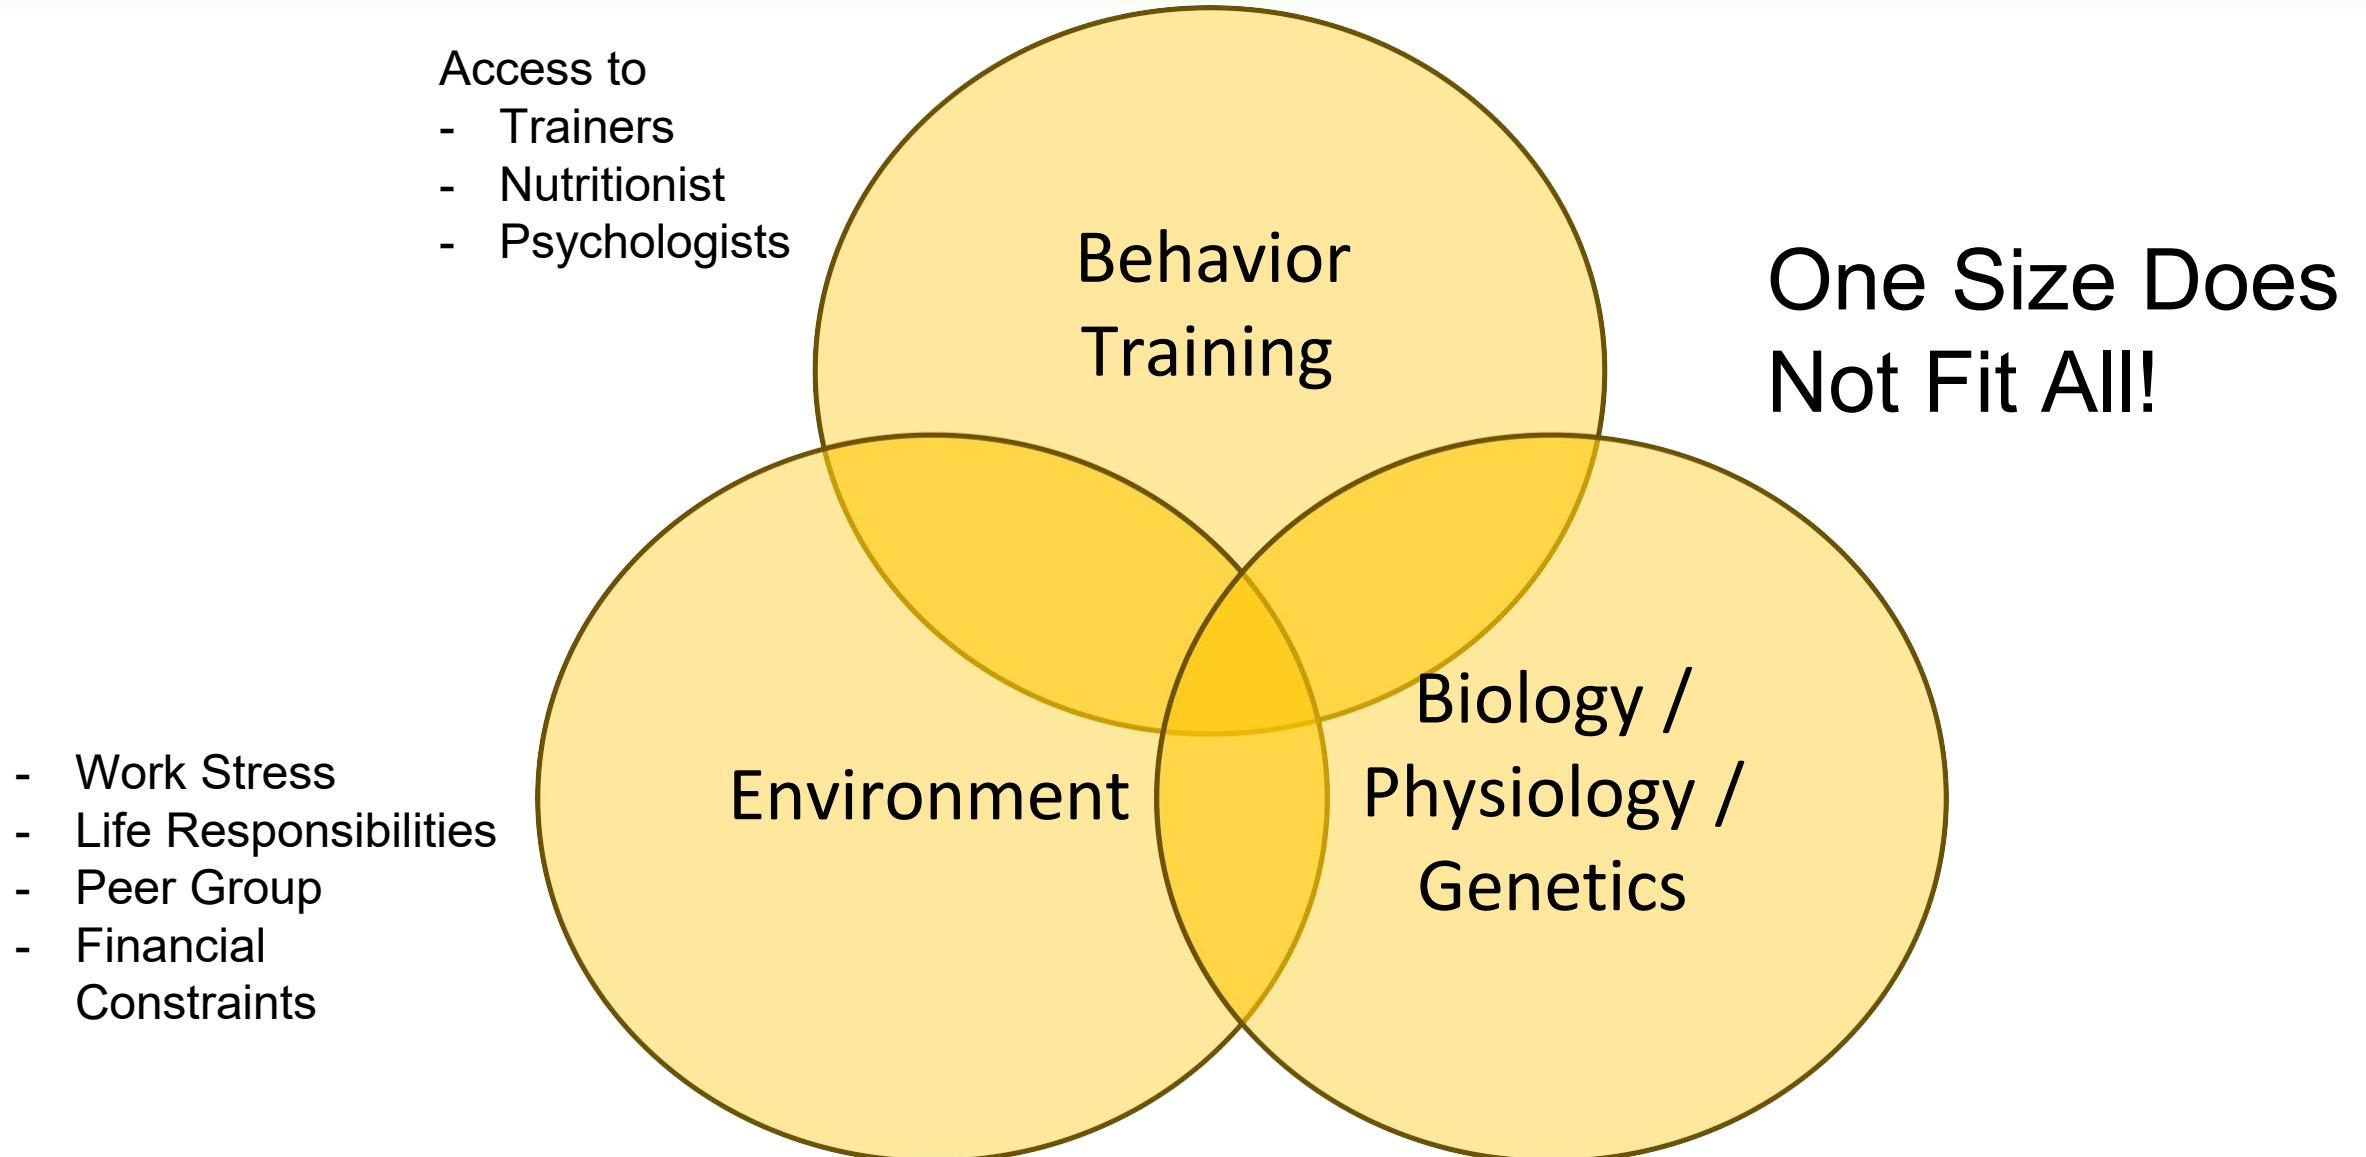 Access to
- Trainers
- Nutritionist
- Psychologists
Behavior
Training
One Size Does
Not Fit All!
- Work Stress
- Life Responsibilities
- Peer Group
- Financial
Constraints
Environment
Biology /
Physiology /
Genetics